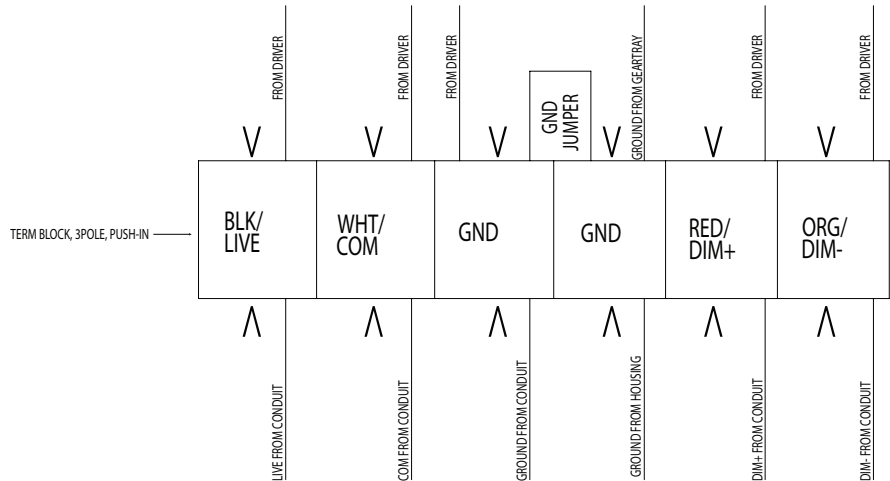 FROM DRIVER
FROM DRIVER
FROM DRIVER
GND
JUMPER
GROUND FROM GEARTRAY
FROM DRIVER
FROM DRIVER
TERM BLOCK, 3POLE, PUSH-IN
BLK/
LIVE
WHT/
COM
GND
GND
RED/
DIM+
ORG/
DIM-
LIVE FROM CONDUIT
COM FROM CONDUIT
GROUND FROM CONDUIT
GROUND FROM HOUSING
DIM+ FROM CONDUIT
DIM- FROM CONDUIT